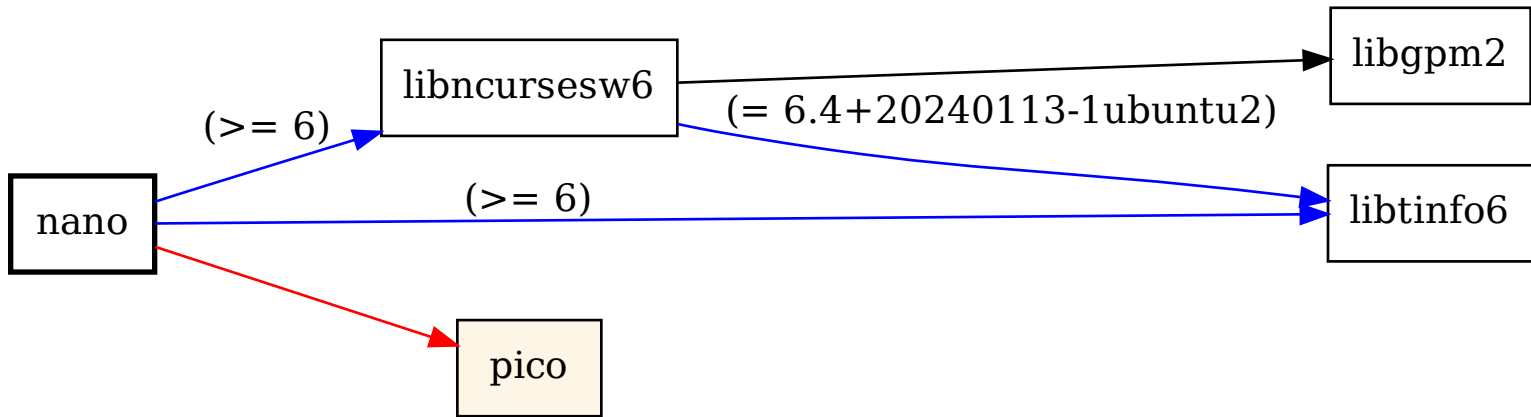 libgpm2
libncursesw6
(= 6.4+20240113-1ubuntu2)
(>= 6)
(>= 6)
libtinfo6
nano
pico